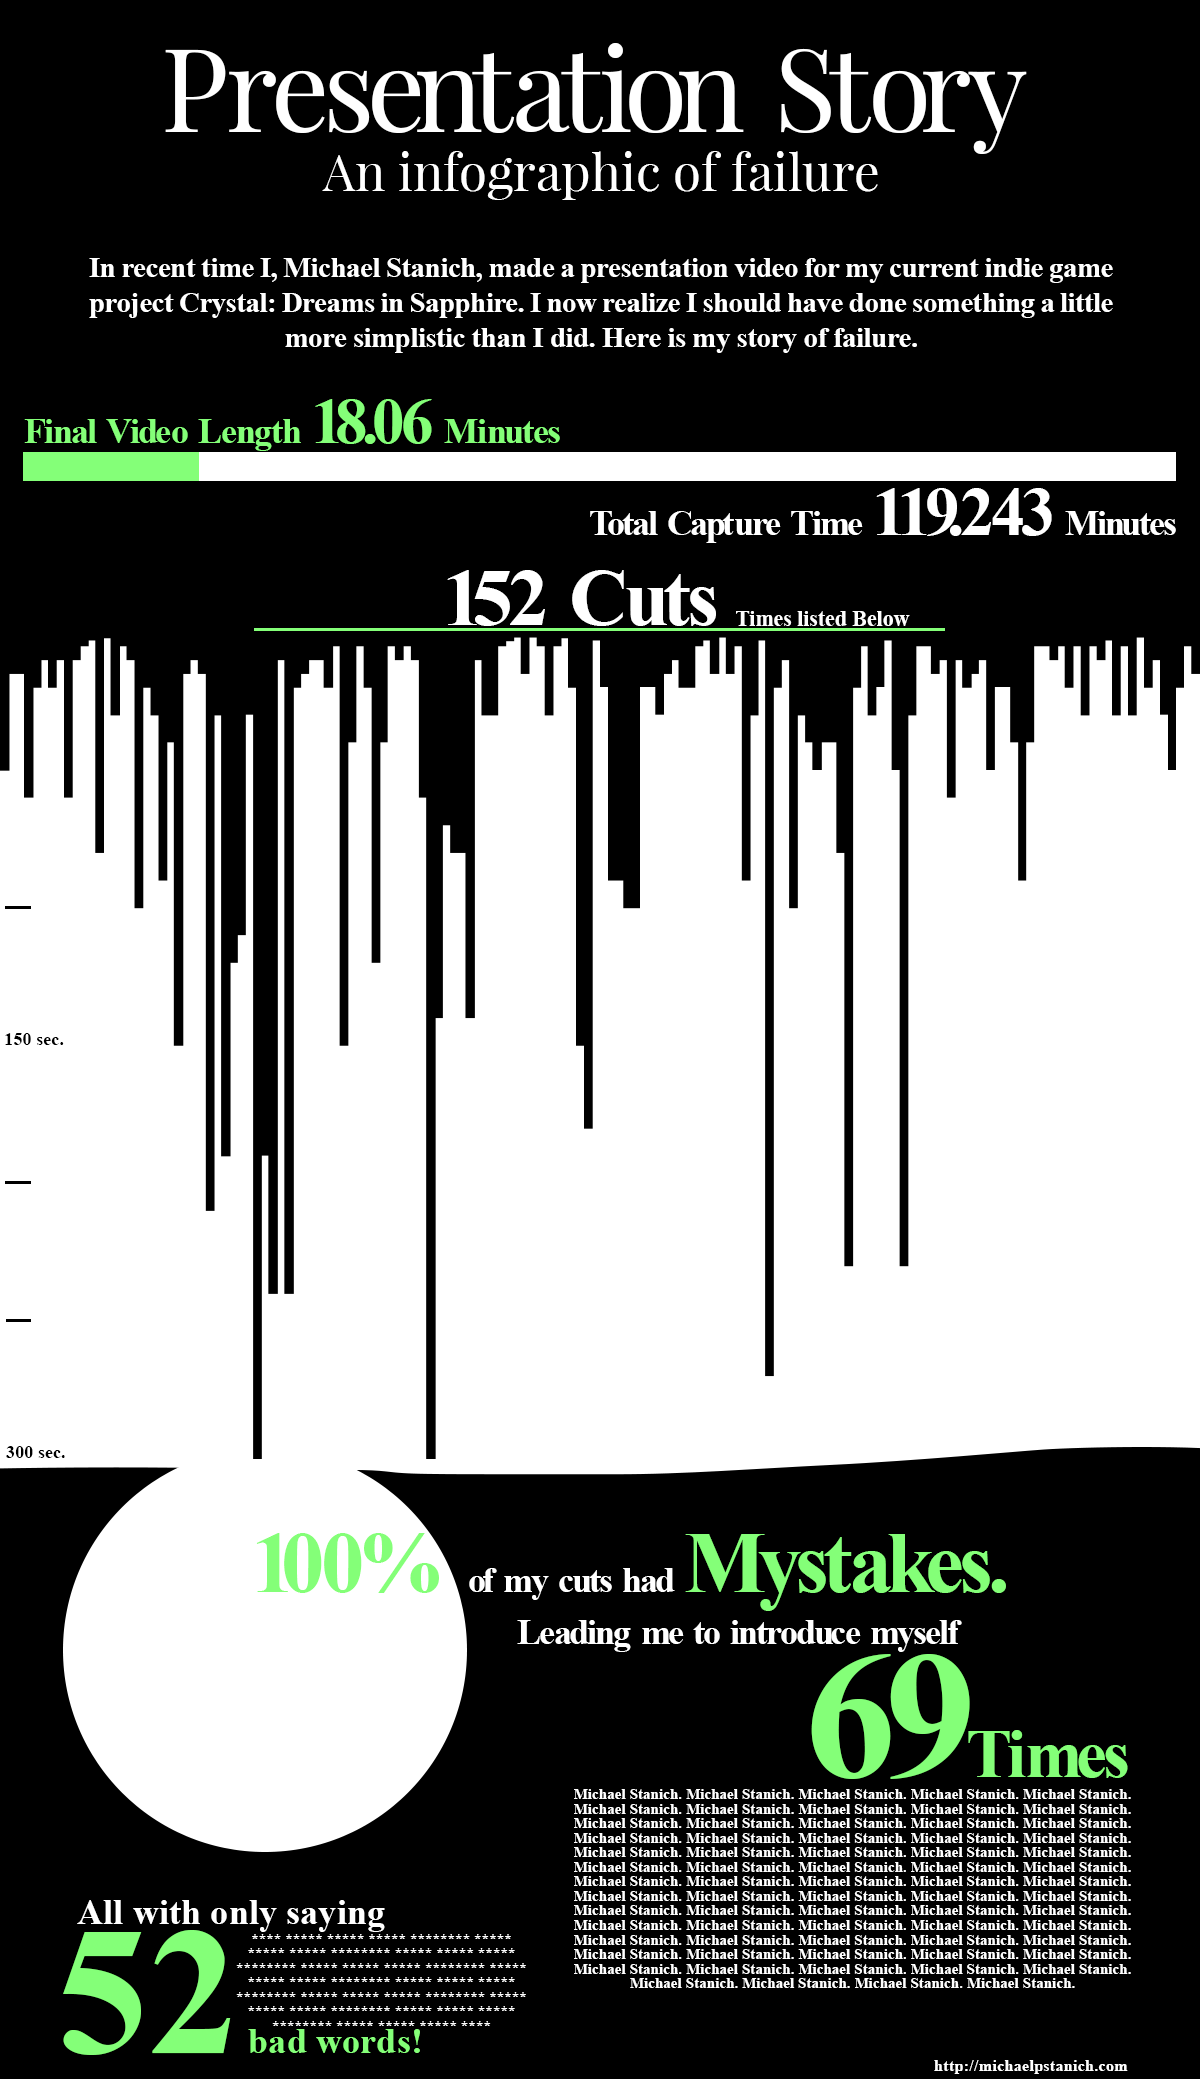 Presentation Story
An infographic of failure
In recent time I, Michael Stanich, made a presentation video for my current indie game
project Crystal: Dreams in Sapphire. I now realize I should have done something a little
more simplistic than I did. Here is my story of failure.
Final Video Length 18.06 Minutes
Total Capture Time 119.243 Minutes
152 Cuts Times listed Below
150 sec.
300 sec.
100% of my cuts had Mystakes.
Leading me to introduce myself
69 Times
Michael Stanich. Michael Stanich. Michael Stanich. Michael Stanich. Michael Stanich.
Michael Stanich. Michael Stanich. Michael Stanich. Michael Stanich. Michael Stanich.
Michael Stanich. Michael Stanich. Michael Stanich. Michael Stanich. Michael Stanich.
Michael Stanich. Michael Stanich. Michael Stanich. Michael Stanich. Michael Stanich.
Michael Stanich. Michael Stanich. Michael Stanich. Michael Stanich. Michael Stanich.
Michael Stanich. Michael Stanich. Michael Stanich. Michael Stanich. Michael Stanich.
Michael Stanich. Michael Stanich. Michael Stanich. Michael Stanich. Michael Stanich.
Michael Stanich. Michael Stanich. Michael Stanich. Michael Stanich. Michael Stanich.
Michael Stanich. Michael Stanich. Michael Stanich. Michael Stanich. Michael Stanich.
Michael Stanich. Michael Stanich. Michael Stanich. Michael Stanich. Michael Stanich.
Michael Stanich. Michael Stanich. Michael Stanich. Michael Stanich. Michael Stanich.
Michael Stanich. Michael Stanich. Michael Stanich. Michael Stanich. Michael Stanich.
Michael Stanich. Michael Stanich. Michael Stanich. Michael Stanich. Michael Stanich.
Michael Stanich. Michael Stanich. Michael Stanich. Michael Stanich.
All with only saying
**** ***** ***** ***** ******** *****
***** ***** ******** ***** ***** *****
******** ***** ***** ***** ******** *****
***** ***** ******** ***** ***** *****
******** ***** ***** ***** ******** *****
***** ***** ******** ***** ***** *****
******** ***** ***** ***** ****
52 bad words!
http://michaelpstanich.com